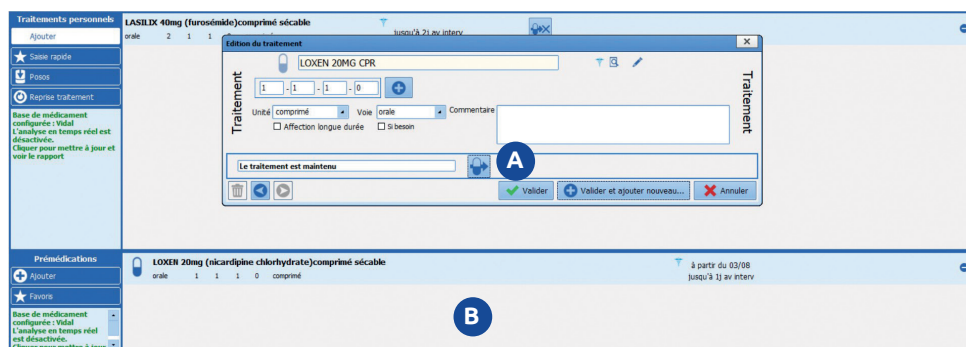 Traitements personnels
Ajouter
Saisie rapide
Posos
Reprise traitement
Base de médicament
configurée : Vidal
L'analyse en temps réel est
désactivée.
Cliquer pour mettre à jour et
voir le rapport
LASILIX 40mg (furosémide)comprimé sécable
orale 2 1 1
jusqu'à 2j av interv
Edition du traitement
Traitement
LOXEN 20MG CPR
1 - 1 - 1 - 0
Unité comprimé Voie orale Commentaire
Affection longue durée Si besoin
Traitement
Le traitement est maintenu
A
Valider Valider et ajouter nouveau... Annuler
Prémédications
Ajouter
Favoris
Base de médicament
configurée : Vidal
L'analyse en temps réel
est désactivée.
Cliquer pour mettre à jour
LOXEN 20mg (nicardipine chlorhydrate)comprimé sécable
orale 1 1 1 0 comprimé
à partir du 03/08
jusqu'à 1j av interv
B